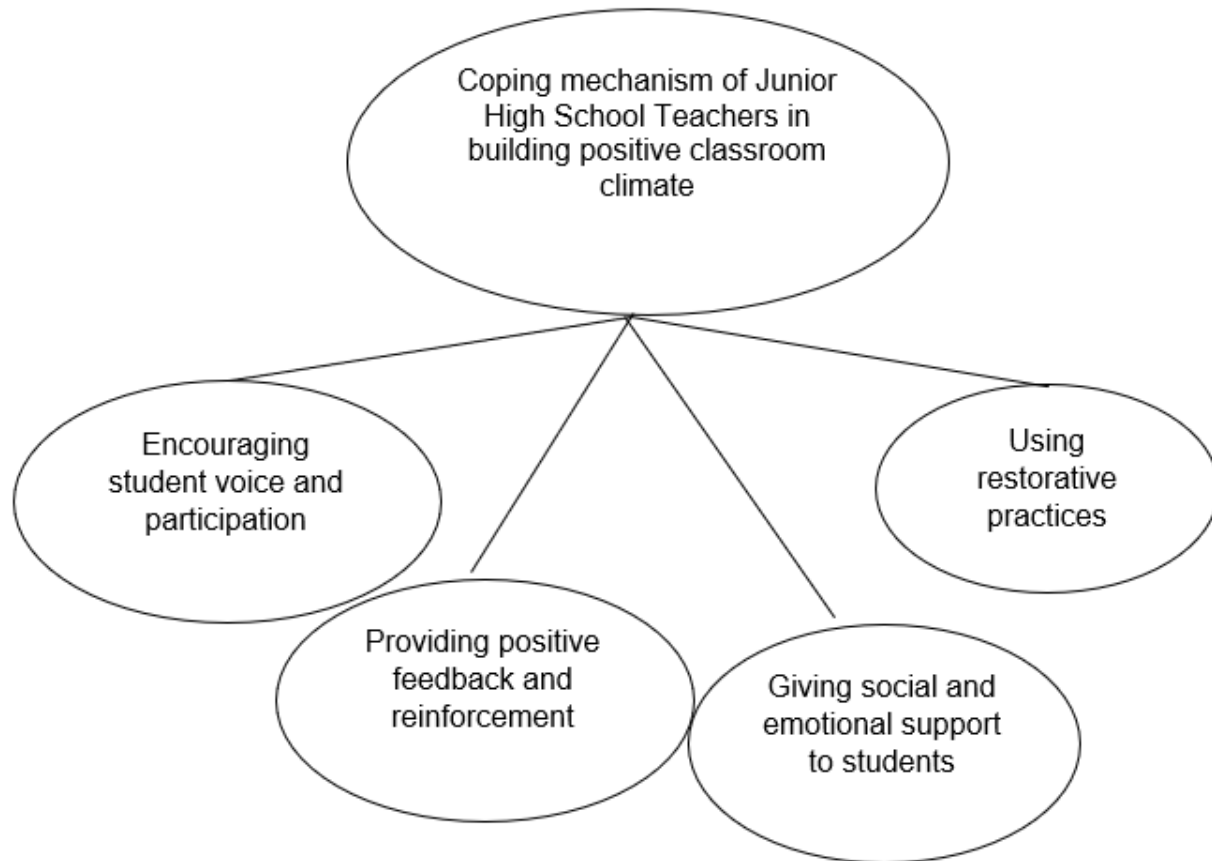 Coping mechanism of Junior
High School Teachers in
building positive classroom
climate
Encouraging
student voice and
participation
Using
restorative
practices
Providing positive
feedback and
reinforcement
Giving social and
emotional support
to students